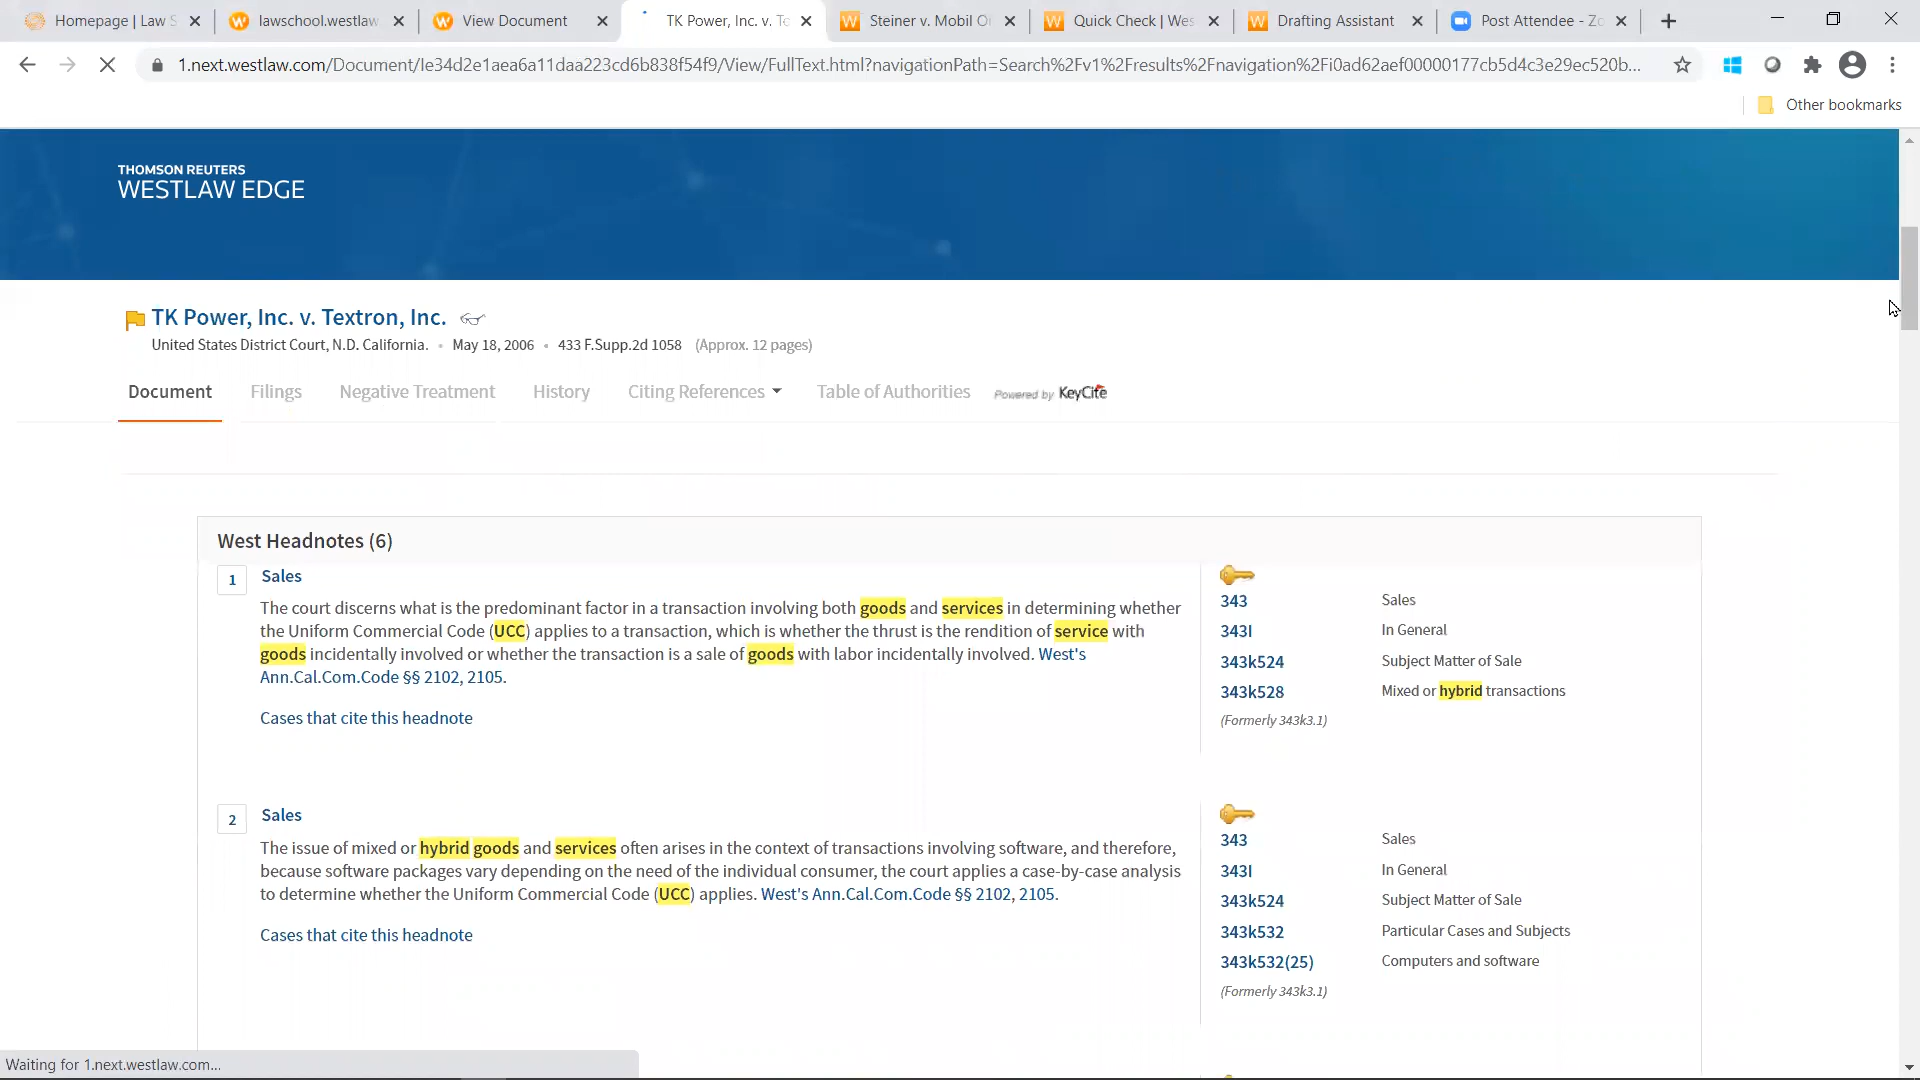 Homepage | Law S
lawschool.westlaw
View Document
TK Power, Inc. v. Te
Steiner v. Mobil Oi
Quick Check | Wes
Drafting Assistant
Post Attendee - Zo
1.next.westlaw.com/Document/Ie34d2e1aea6a11daa223cd6b838f54f9/View/FullText.html?navigationPath=Search%2Fv1%2Fresults%2Fnavigation%2Fi0ad62aef00000177cb5d4c3e29ec520b...
Other bookmarks
THOMSON REUTERS
WESTLAW EDGE
TK Power, Inc. v. Textron, Inc.
United States District Court, N.D. California. • May 18, 2006 • 433 F.Supp.2d 1058 (Approx. 12 pages)
Document Filings Negative Treatment History Citing References Table of Authorities Powered by KeyCite
West Headnotes (6)
1 Sales
The court discerns what is the predominant factor in a transaction involving both goods and services in determining whether
the Uniform Commercial Code (UCC) applies to a transaction, which is whether the thrust is the rendition of service with
goods incidentally involved or whether the transaction is a sale of goods with labor incidentally involved. West's
Ann.Cal.Com.Code §§ 2102, 2105.
Cases that cite this headnote
343 Sales
343I In General
343k524 Subject Matter of Sale
343k528 Mixed or hybrid transactions
(Formerly 343k3.1)
2 Sales
The issue of mixed or hybrid goods and services often arises in the context of transactions involving software, and therefore,
because software packages vary depending on the need of the individual consumer, the court applies a case-by-case analysis
to determine whether the Uniform Commercial Code (UCC) applies. West's Ann.Cal.Com.Code §§ 2102, 2105.
Cases that cite this headnote
343 Sales
343I In General
343k524 Subject Matter of Sale
343k532 Particular Cases and Subjects
343k532(25) Computers and software
(Formerly 343k3.1)
Waiting for 1.next.westlaw.com...